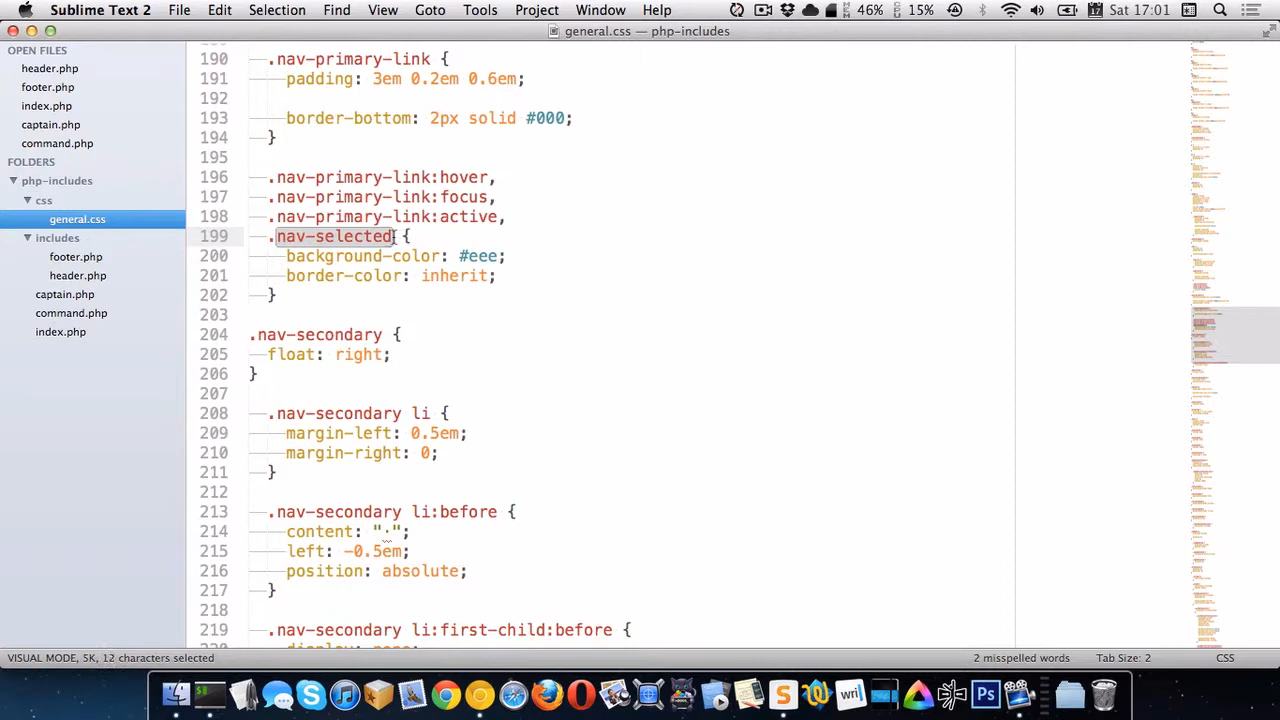 Sublime Text 2 File Edit Selection Find View Goto Tools Project Window Help 46% 15% Sat 17:01
general.css — php-includes
OPEN FILES
header.php
footer.php
index.php
captain.php
FOLDERS
php-includes
css
general.css
includes
footer.php
header.php
captain.php
command.php
index.php
190 .nav-primary-link {
191 padding: 3em 0.2em
192
193 border-bottom: 2px solid #000;
194 }
195
196 .nav-primary-link:hover,
197 .nav-primary-link:focus,
198 .nav-primary-link:active,
199 .nav-selected {
200 background-color: #eee;
201 border-color: inherit;
202 }
203
204 .nav-secondary {
205 float: right;
206 }
207
208 .nav-secondary li {
209 margin-left: 0.5em;
210 margin-right: 0;
211 }
212
213 .nav-secondary li:before
214 content: "·";
215 left: -0.5em;
216 position: absolute;
217 }
218
219 .nav-secondary li:first-child:before {
12 characters selected
2 misspelled words Tab Size: 2 CSS
wri
Ps